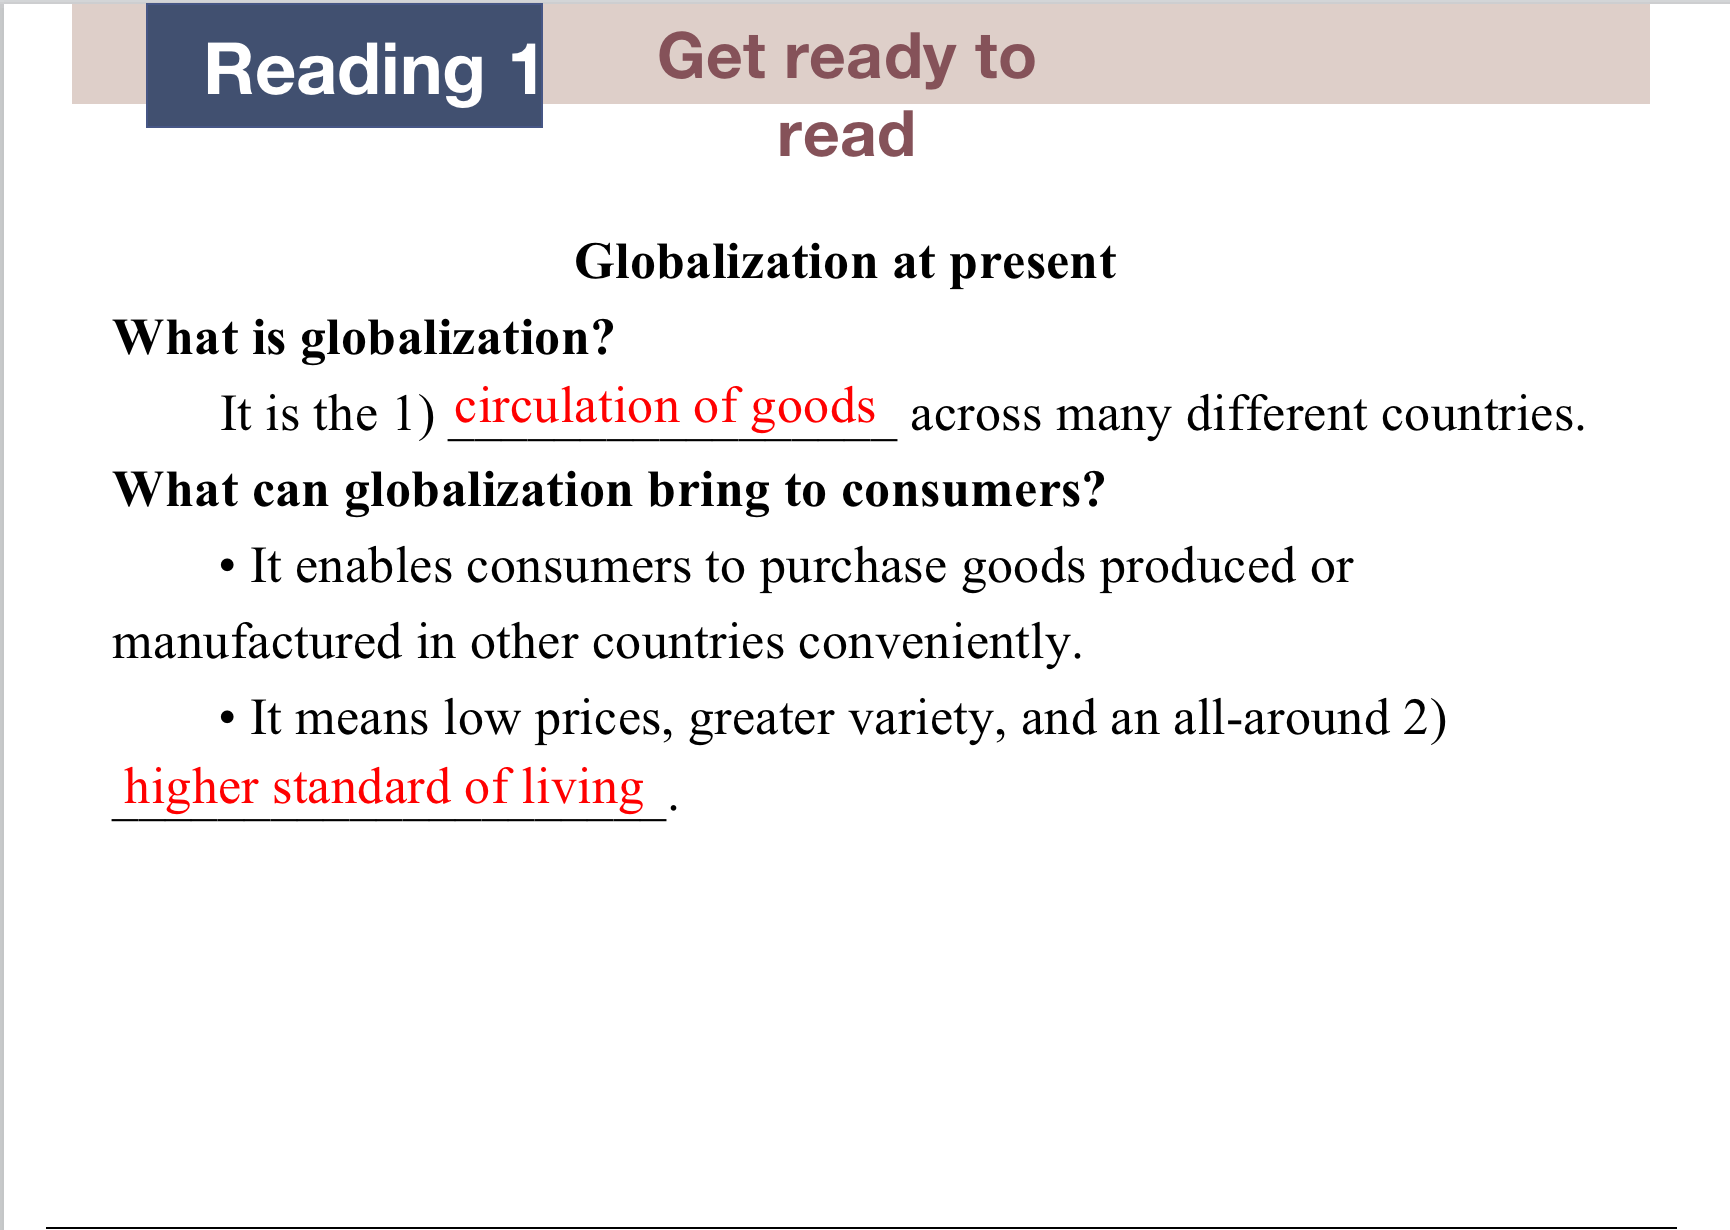 Reading 1
Get ready to
read
Globalization at present
What is globalization?
It is the 1) circulation of goods across many different countries.
What can globalization bring to consumers?
• It enables consumers to purchase goods produced or
manufactured in other countries conveniently.
• It means low prices, greater variety, and an all-around 2)
higher standard of living.